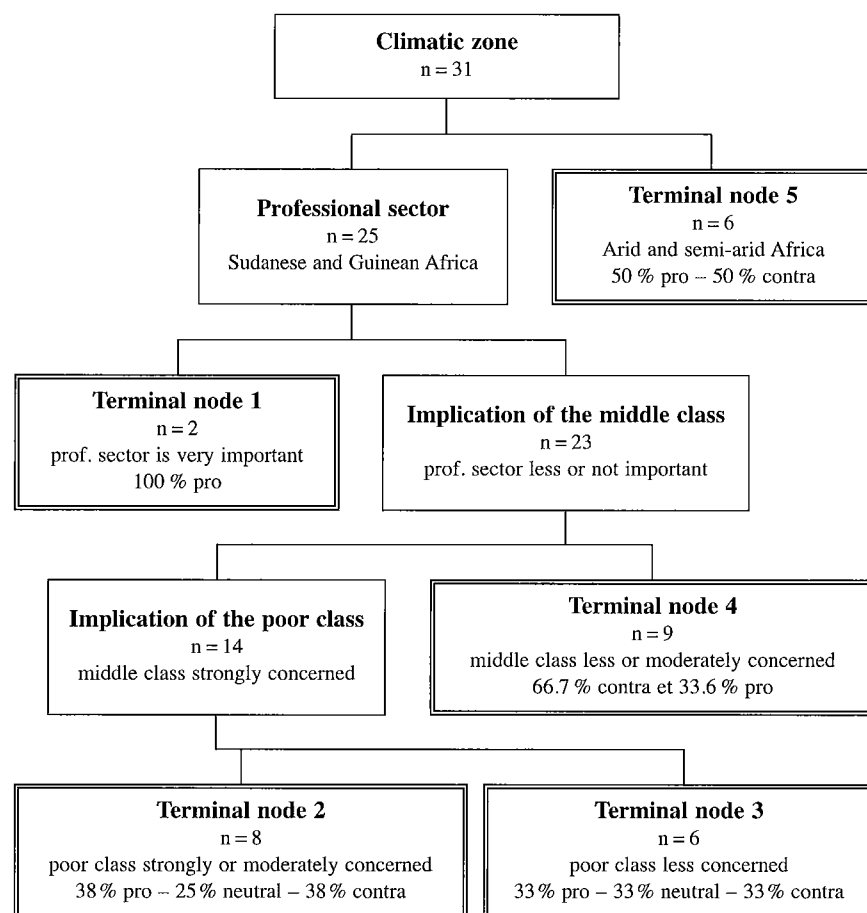 Climatic zone
n = 31
Professional sector
n = 25
Sudanese and Guinean Africa
Terminal node 5
n = 6
Arid and semi-arid Africa
50 % pro – 50 % contra
Terminal node 1
n = 2
prof. sector is very important
100 % pro
Implication of the middle class
n = 23
prof. sector less or not important
Implication of the poor class
n = 14
middle class strongly concerned
Terminal node 4
n = 9
middle class less or moderately concerned
66.7 % contra et 33.6 % pro
Terminal node 2
n = 8
poor class strongly or moderately concerned
38 % pro – 25 % neutral – 38 % contra
Terminal node 3
n = 6
poor class less concerned
33 % pro – 33 % neutral – 33 % contra